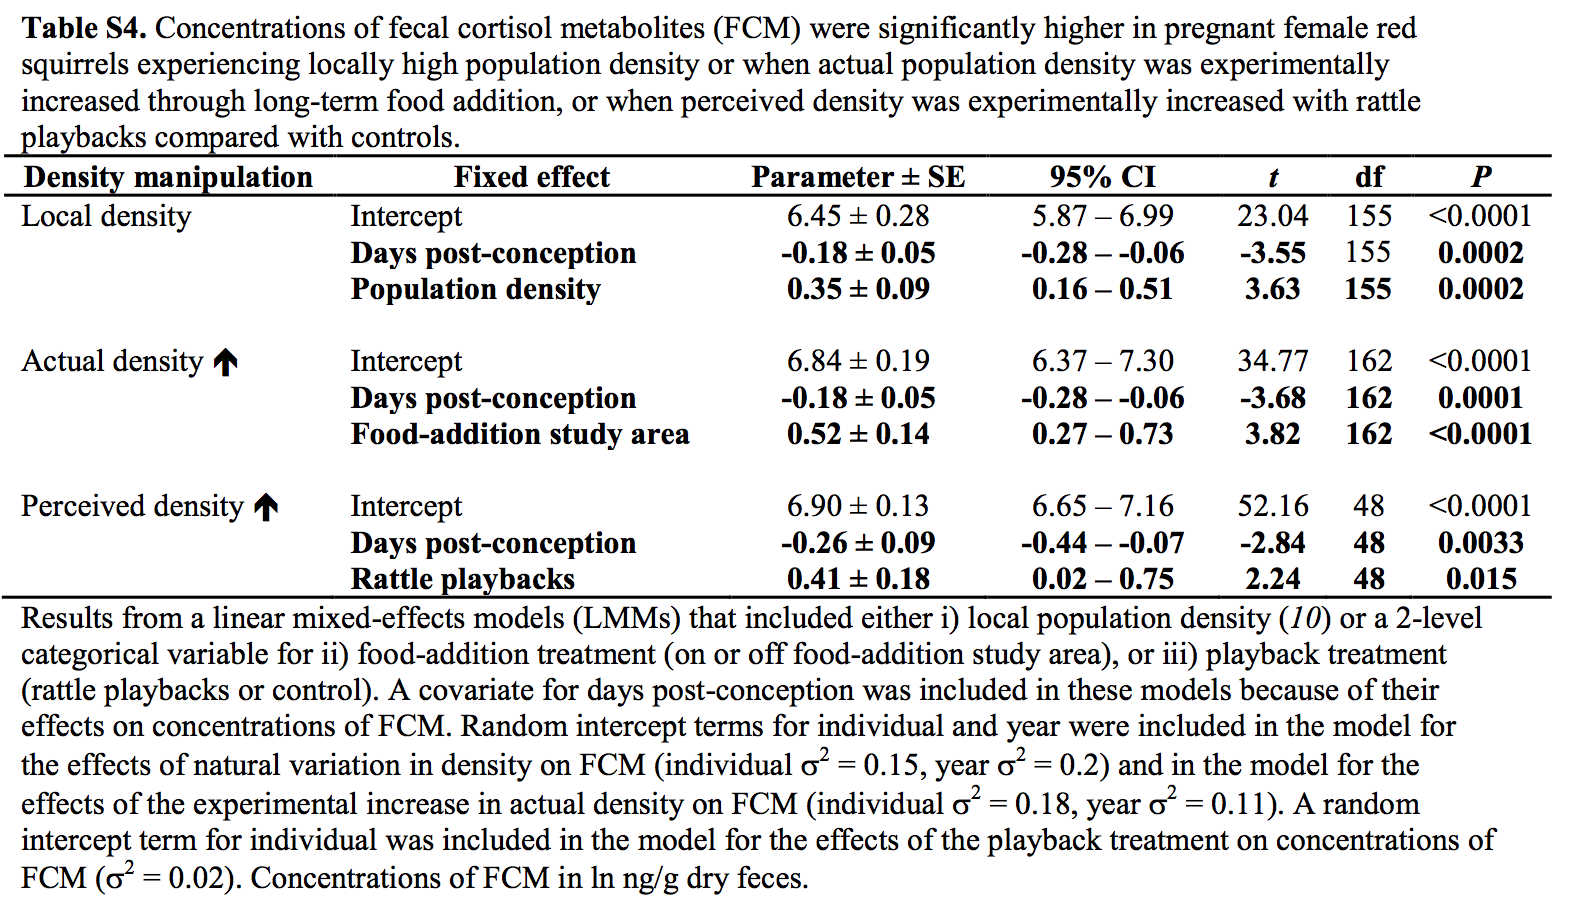 Table S4. Concentrations of fecal cortisol metabolites (FCM) were significantly higher in pregnant female red
squirrels experiencing locally high population density or when actual population density was experimentally
increased through long-term food addition, or when perceived density was experimentally increased with rattle
playbacks compared with controls.
Density manipulation Fixed effect Parameter ± SE 95% CI t df P
Local density Intercept 6.45 ± 0.28 5.87 – 6.99 23.04 155 <0.0001
Days post-conception -0.18 ± 0.05 -0.28 – -0.06 -3.55 155 0.0002
Population density 0.35 ± 0.09 0.16 – 0.51 3.63 155 0.0002
Actual density 🡹 Intercept 6.84 ± 0.19 6.37 – 7.30 34.77 162 <0.0001
Days post-conception -0.18 ± 0.05 -0.28 – -0.06 -3.68 162 0.0001
Food-addition study area 0.52 ± 0.14 0.27 – 0.73 3.82 162 <0.0001
Perceived density 🡹 Intercept 6.90 ± 0.13 6.65 – 7.16 52.16 48 <0.0001
Days post-conception -0.26 ± 0.09 -0.44 – -0.07 -2.84 48 0.0033
Rattle playbacks 0.41 ± 0.18 0.02 – 0.75 2.24 48 0.015
Results from a linear mixed-effects models (LMMs) that included either i) local population density (10) or a 2-level
categorical variable for ii) food-addition treatment (on or off food-addition study area), or iii) playback treatment
(rattle playbacks or control). A covariate for days post-conception was included in these models because of their
effects on concentrations of FCM. Random intercept terms for individual and year were included in the model for
the effects of natural variation in density on FCM (individual σ² = 0.15, year σ² = 0.2) and in the model for the
effects of the experimental increase in actual density on FCM (individual σ² = 0.18, year σ² = 0.11). A random
intercept term for individual was included in the model for the effects of the playback treatment on concentrations of
FCM (σ² = 0.02). Concentrations of FCM in ln ng/g dry feces.